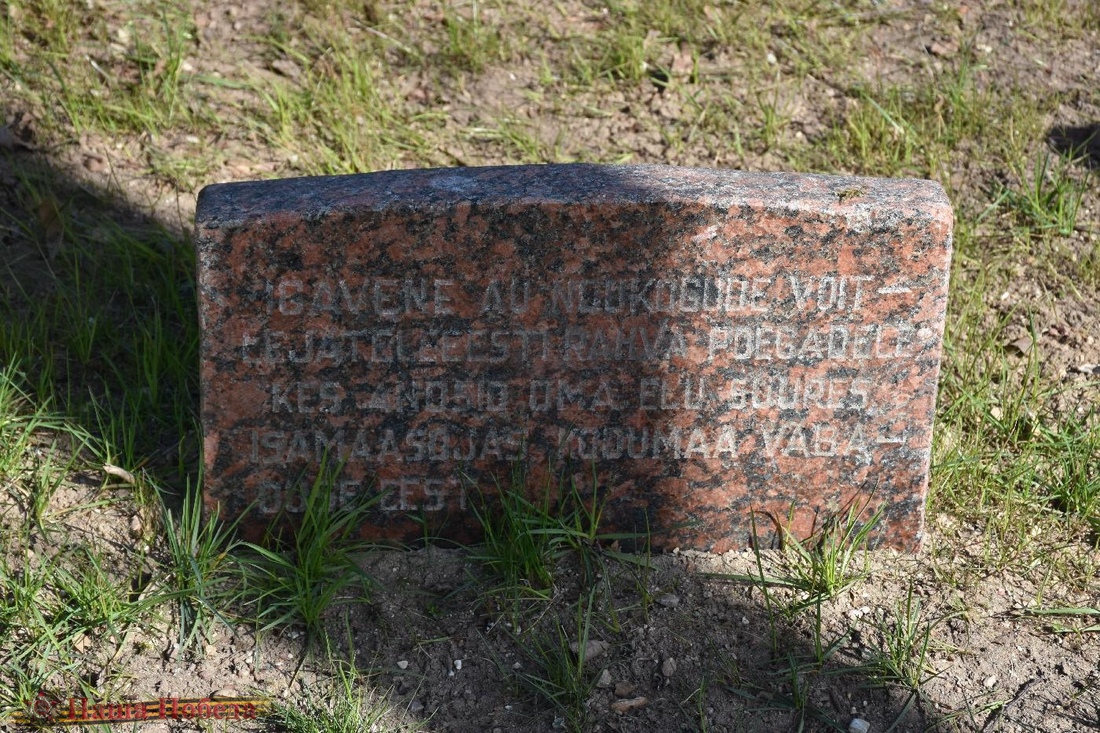 IGAVENE AU NÕUKOGUDE VÕIT–
LEJATELE EESTI RAHVA POEGADELE
KES ANDSID OMA ELU SUURES
ISAMAASÕJAS KODUMAA VABA–
DUSE EEST
Наша Победа